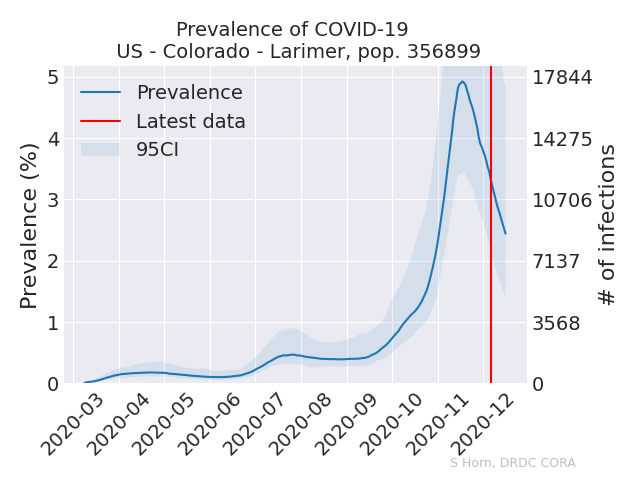 Prevalence of COVID-19
US - Colorado - Larimer, pop. 356899
Prevalence
Latest data
95CI
Prevalence (%)
5
4
3
2
1
0
17844
14275
10706
7137
3568
0
# of infections
2020-03
2020-04
2020-05
2020-06
2020-07
2020-08
2020-09
2020-10
2020-11
2020-12
S Horn, DRDC CORA